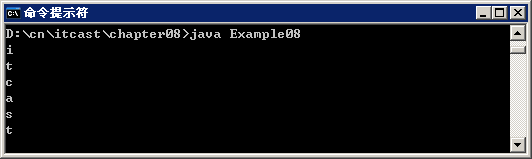 命令提示符
D:\cn\itcast\chapter08>java Example08
i
t
c
a
s
t